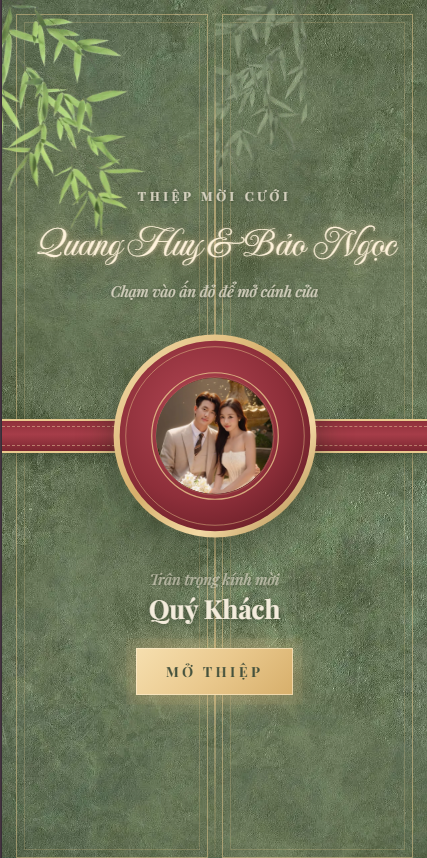 THIỆP MỜI CƯỚI
Quang Huy & Bảo Ngọc
Chạm vào ấn đỏ để mở cánh cửa
Trân trọng kính mời
Quý Khách
MỞ THIỆP